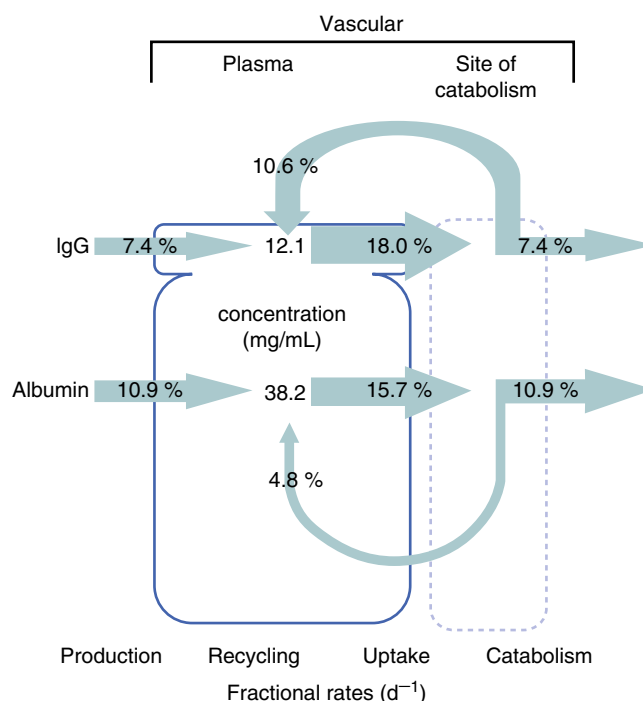 Vascular
Plasma
Site of
catabolism
10.6 %
IgG
7.4 %
12.1
18.0 %
7.4 %
concentration
(mg/mL)
Albumin
10.9 %
38.2
15.7 %
10.9 %
4.8 %
Production
Recycling
Uptake
Catabolism
Fractional rates (d⁻¹)